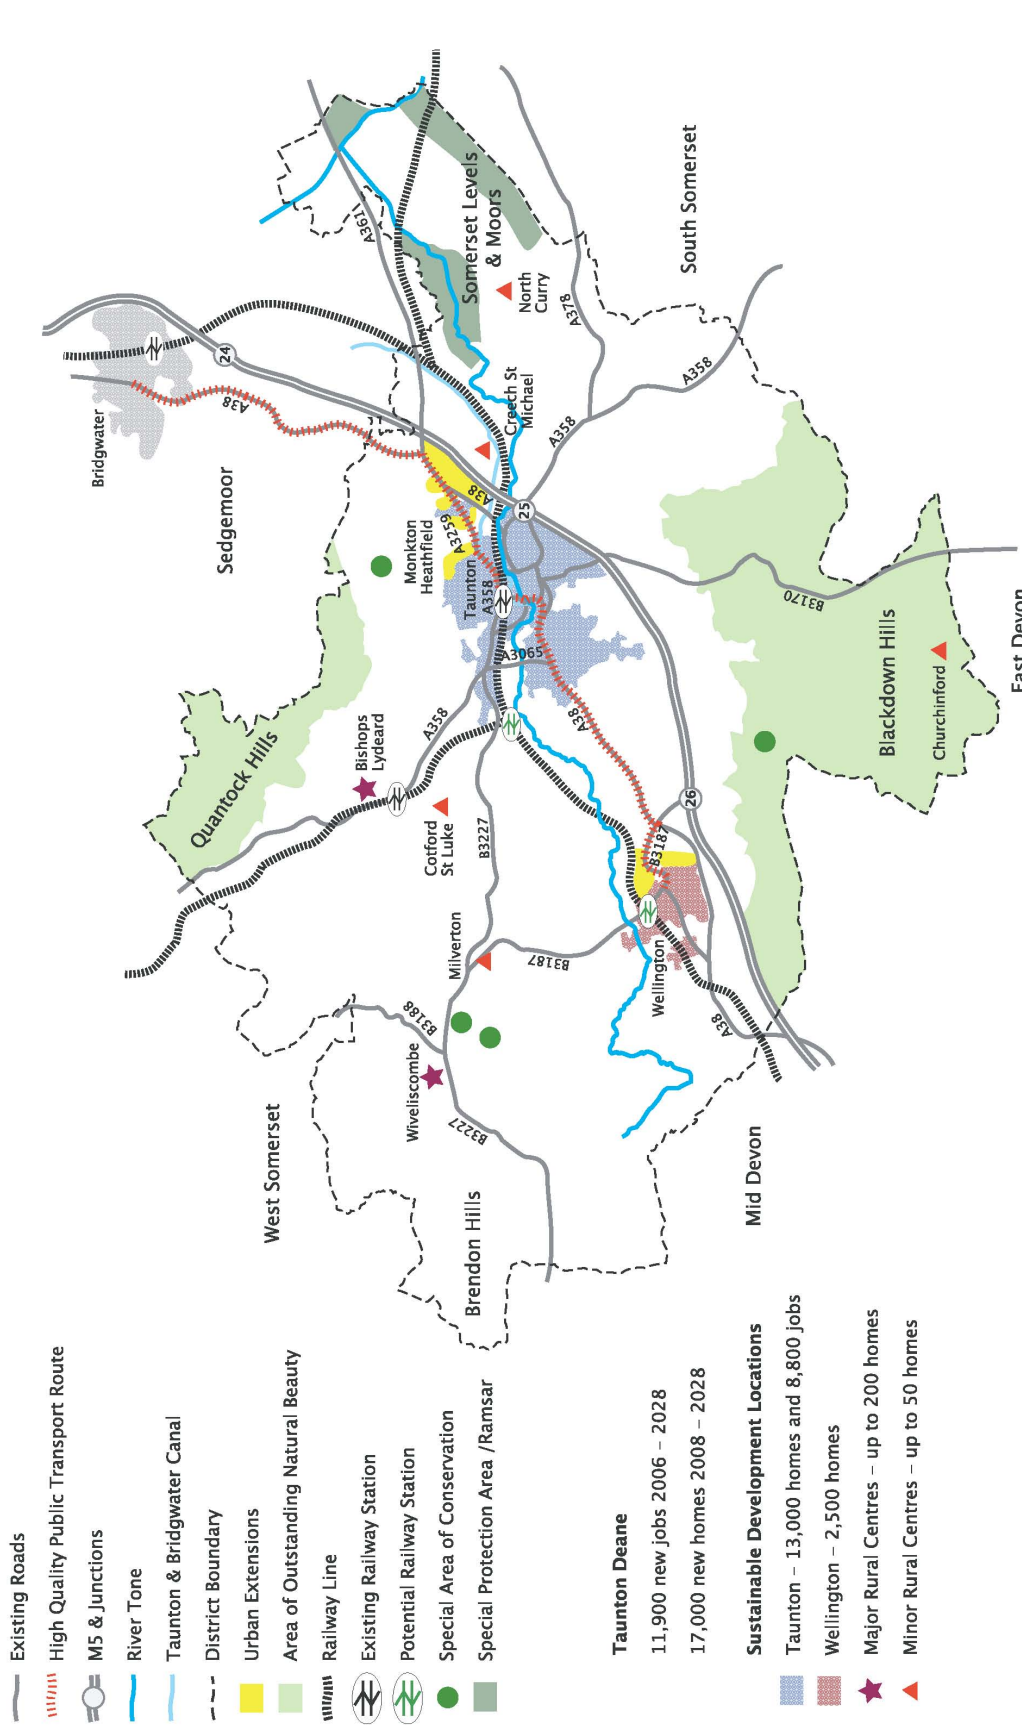 Existing Roads
High Quality Public Transport Route
M5 & Junctions
River Tone
Taunton & Bridgwater Canal
District Boundary
Urban Extensions
Area of Outstanding Natural Beauty
Railway Line
Existing Railway Station
Potential Railway Station
Special Area of Conservation
Special Protection Area /Ramsar
Taunton Deane
11,900 new jobs 2006 – 2028
17,000 new homes 2008 – 2028
Sustainable Development Locations
Taunton – 13,000 homes and 8,800 jobs
Wellington – 2,500 homes
Major Rural Centres – up to 200 homes
Minor Rural Centres – up to 50 homes
West Somerset
Brendon Hills
Mid Devon
Wiveliscombe
B3227
B3188
Milverton
B3187
Wellington
A38
Quantock Hills
Bishops
Lydeard
A358
Cotford
St Luke
B3227
B3187
26
A38
A3065
Taunton
A358
Monkton
Heathfield
A3259
A38
25
Sedgemoor
Bridgwater
A38
24
Creech St
Michael
A361
Somerset Levels
& Moors
North
Curry
A378
A358
A358
South Somerset
B3170
Blackdown Hills
Churchinford
East Devon